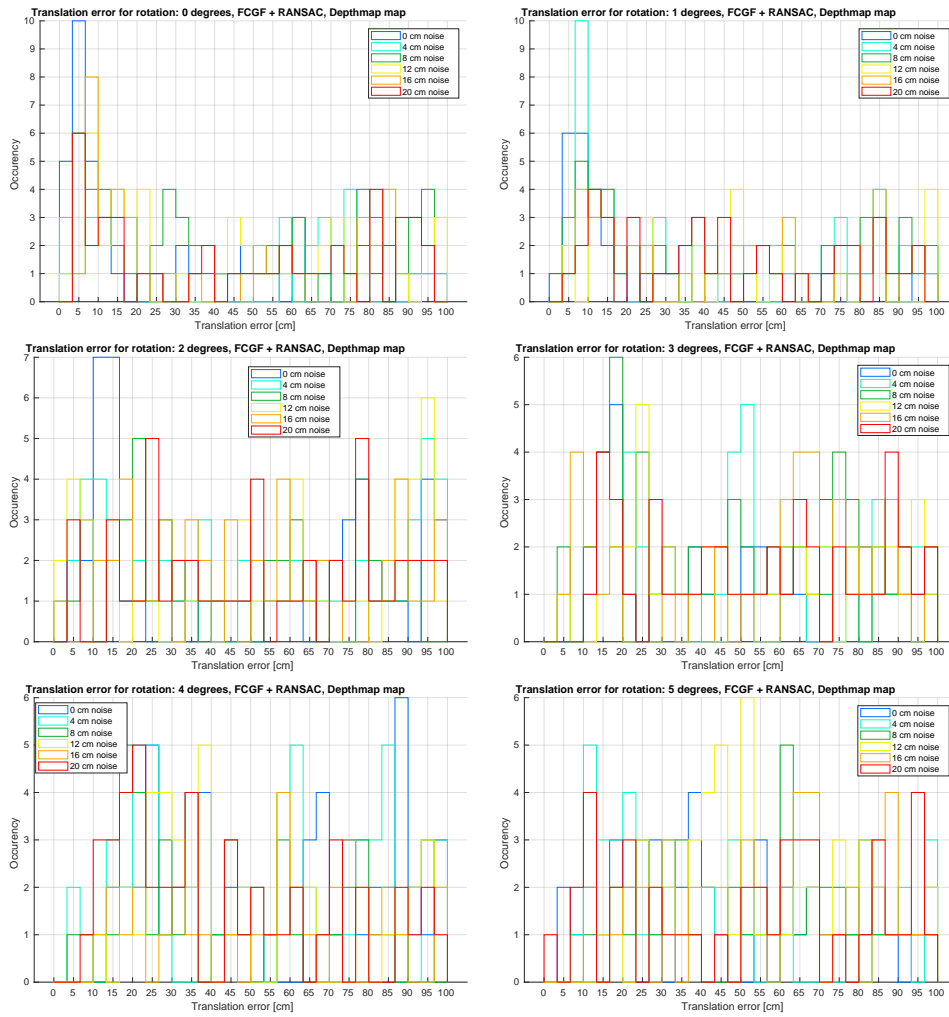 Translation error for rotation: 0 degrees, FCGF + RANSAC, Depthmap map
0 cm noise
4 cm noise
8 cm noise
12 cm noise
16 cm noise
20 cm noise
Occurency
10
9
8
7
6
5
4
3
2
1
0
0 5 10 15 20 25 30 35 40 45 50 55 60 65 70 75 80 85 90 95 100
Translation error [cm]
Translation error for rotation: 1 degrees, FCGF + RANSAC, Depthmap map
0 cm noise
4 cm noise
8 cm noise
12 cm noise
16 cm noise
20 cm noise
Occurency
10
9
8
7
6
5
4
3
2
1
0
0 5 10 15 20 25 30 35 40 45 50 55 60 65 70 75 80 85 90 95 100
Translation error [cm]
Translation error for rotation: 2 degrees, FCGF + RANSAC, Depthmap map
0 cm noise
4 cm noise
8 cm noise
12 cm noise
16 cm noise
20 cm noise
Occurency
7
6
5
4
3
2
1
0
0 5 10 15 20 25 30 35 40 45 50 55 60 65 70 75 80 85 90 95 100
Translation error [cm]
Translation error for rotation: 3 degrees, FCGF + RANSAC, Depthmap map
0 cm noise
4 cm noise
8 cm noise
12 cm noise
16 cm noise
20 cm noise
Occurency
6
5
4
3
2
1
0
0 5 10 15 20 25 30 35 40 45 50 55 60 65 70 75 80 85 90 95 100
Translation error [cm]
Translation error for rotation: 4 degrees, FCGF + RANSAC, Depthmap map
0 cm noise
4 cm noise
8 cm noise
12 cm noise
16 cm noise
20 cm noise
Occurency
6
5
4
3
2
1
0
0 5 10 15 20 25 30 35 40 45 50 55 60 65 70 75 80 85 90 95 100
Translation error [cm]
Translation error for rotation: 5 degrees, FCGF + RANSAC, Depthmap map
0 cm noise
4 cm noise
8 cm noise
12 cm noise
16 cm noise
20 cm noise
Occurency
6
5
4
3
2
1
0
0 5 10 15 20 25 30 35 40 45 50 55 60 65 70 75 80 85 90 95 100
Translation error [cm]